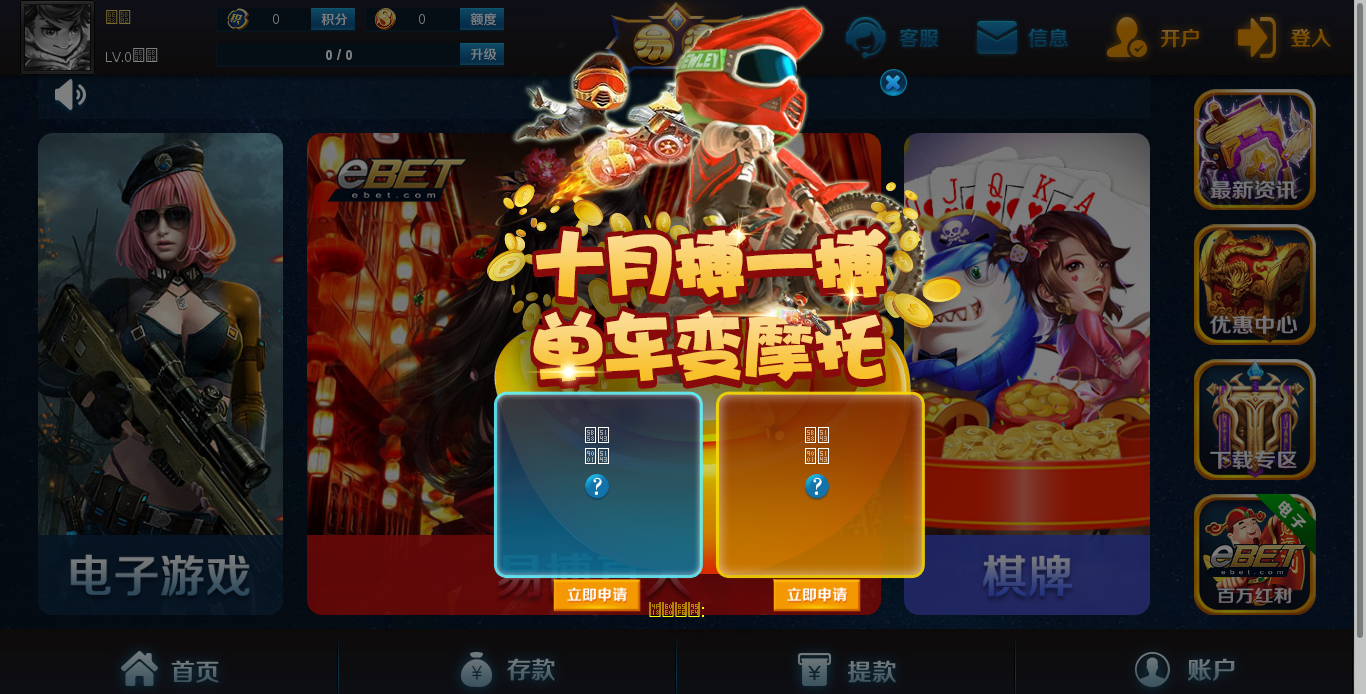 积分
0
积分
0
额度
LV.0
0 / 0
升级
客服
信息
开户
登入
eBET
ebet.com
十月搏一搏
单车变摩托
?
?
立即申请
立即申请
电子游戏
棋牌
J Q K A
最新资讯
优惠中心
下载专区
电子
eBET
ebet.com
百万红利
首页
存款
提款
账户